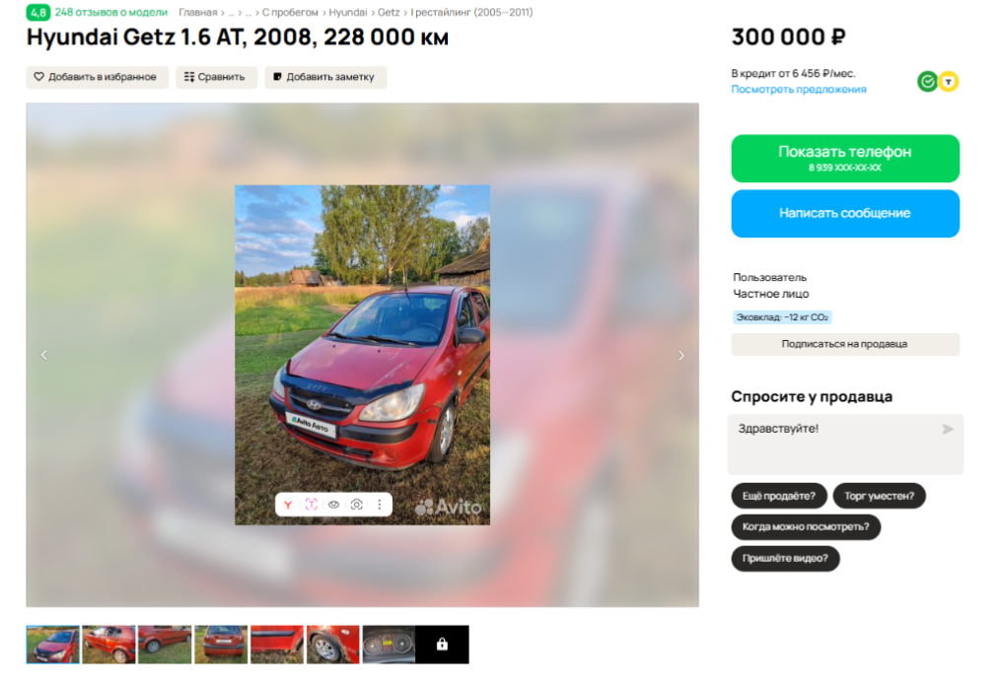 4,8 248 отзывов о модели Главная › ... › ... › С пробегом › Hyundai › Getz › I рестайлинг (2005—2011)
Hyundai Getz 1.6 AT, 2008, 228 000 км
300 000 ₽
Добавить в избранное
Сравнить
Добавить заметку
В кредит от 6 456 ₽/мес.
Посмотреть предложения
Показать телефон
8 939 XXX-XX-XX
Написать сообщение
Пользователь
Частное лицо
Эковклад: −12 кг CO₂
Подписаться на продавца
Спросите у продавца
Здравствуйте!
Ещё продаёте?
Торг уместен?
Когда можно посмотреть?
Пришлёте видео?
Avito Авто
Avito